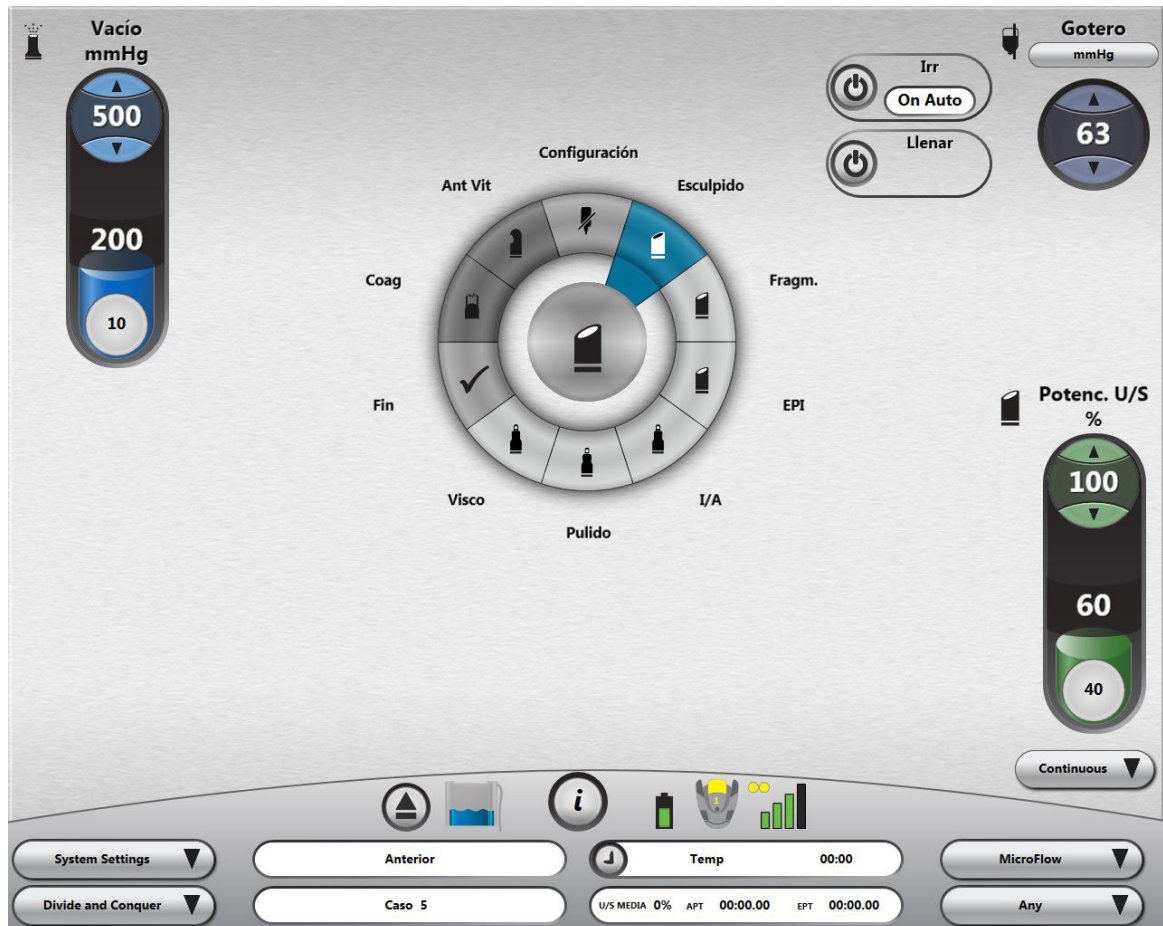 Vacío
mmHg
500
200
10
Configuración
Ant Vit
Esculpido
Coag
Fragm.
Fin
EPI
Visco
I/A
Pulido
Irr
On Auto
Llenar
Gotero
mmHg
63
Potenc. U/S
%
100
60
40
Continuous
i
System Settings
Anterior
Temp 00:00
MicroFlow
Divide and Conquer
Caso 5
U/S MEDIA 0% APT 00:00.00 EPT 00:00.00
Any